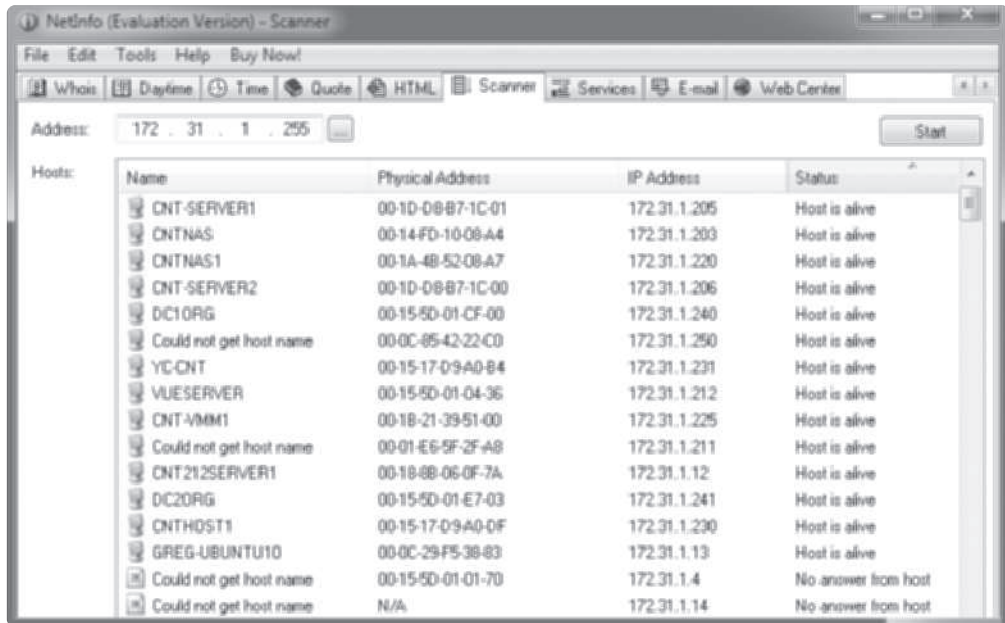 NetInfo (Evaluation Version) - Scanner
File Edit Tools Help Buy Now!
Whois Daytime Time Quote HTML Scanner Services E-mail Web Center
Address: 172 . 31 . 1 . 255 ... Start
Hosts:
Name Physical Address IP Address Status
CNT-SERVER1 00-1D-D8-B7-1C-01 172.31.1.205 Host is alive
CNTNAS 00-14-FD-10-08-A4 172.31.1.203 Host is alive
CNTNAS1 00-1A-4B-52-08-A7 172.31.1.220 Host is alive
CNT-SERVER2 00-1D-D8-B7-1C-00 172.31.1.206 Host is alive
DC1ORG 00-15-5D-01-CF-00 172.31.1.240 Host is alive
Could not get host name 00-0C-85-42-22-C0 172.31.1.250 Host is alive
YC-CNT 00-15-17-D9-A0-B4 172.31.1.231 Host is alive
VUESERVER 00-15-5D-01-04-36 172.31.1.212 Host is alive
CNT-VMM1 00-18-21-39-51-00 172.31.1.225 Host is alive
Could not get host name 00-01-E6-5F-2F-A8 172.31.1.211 Host is alive
CNT212SERVER1 00-18-8B-06-0F-7A 172.31.1.12 Host is alive
DC2ORG 00-15-5D-01-E7-03 172.31.1.241 Host is alive
CNTHOST1 00-15-17-D9-A0-DF 172.31.1.230 Host is alive
GREG-UBUNTU10 00-0C-29-F5-38-83 172.31.1.13 Host is alive
Could not get host name 00-15-5D-01-01-70 172.31.1.4 No answer from host
Could not get host name N/A 172.31.1.14 No answer from host